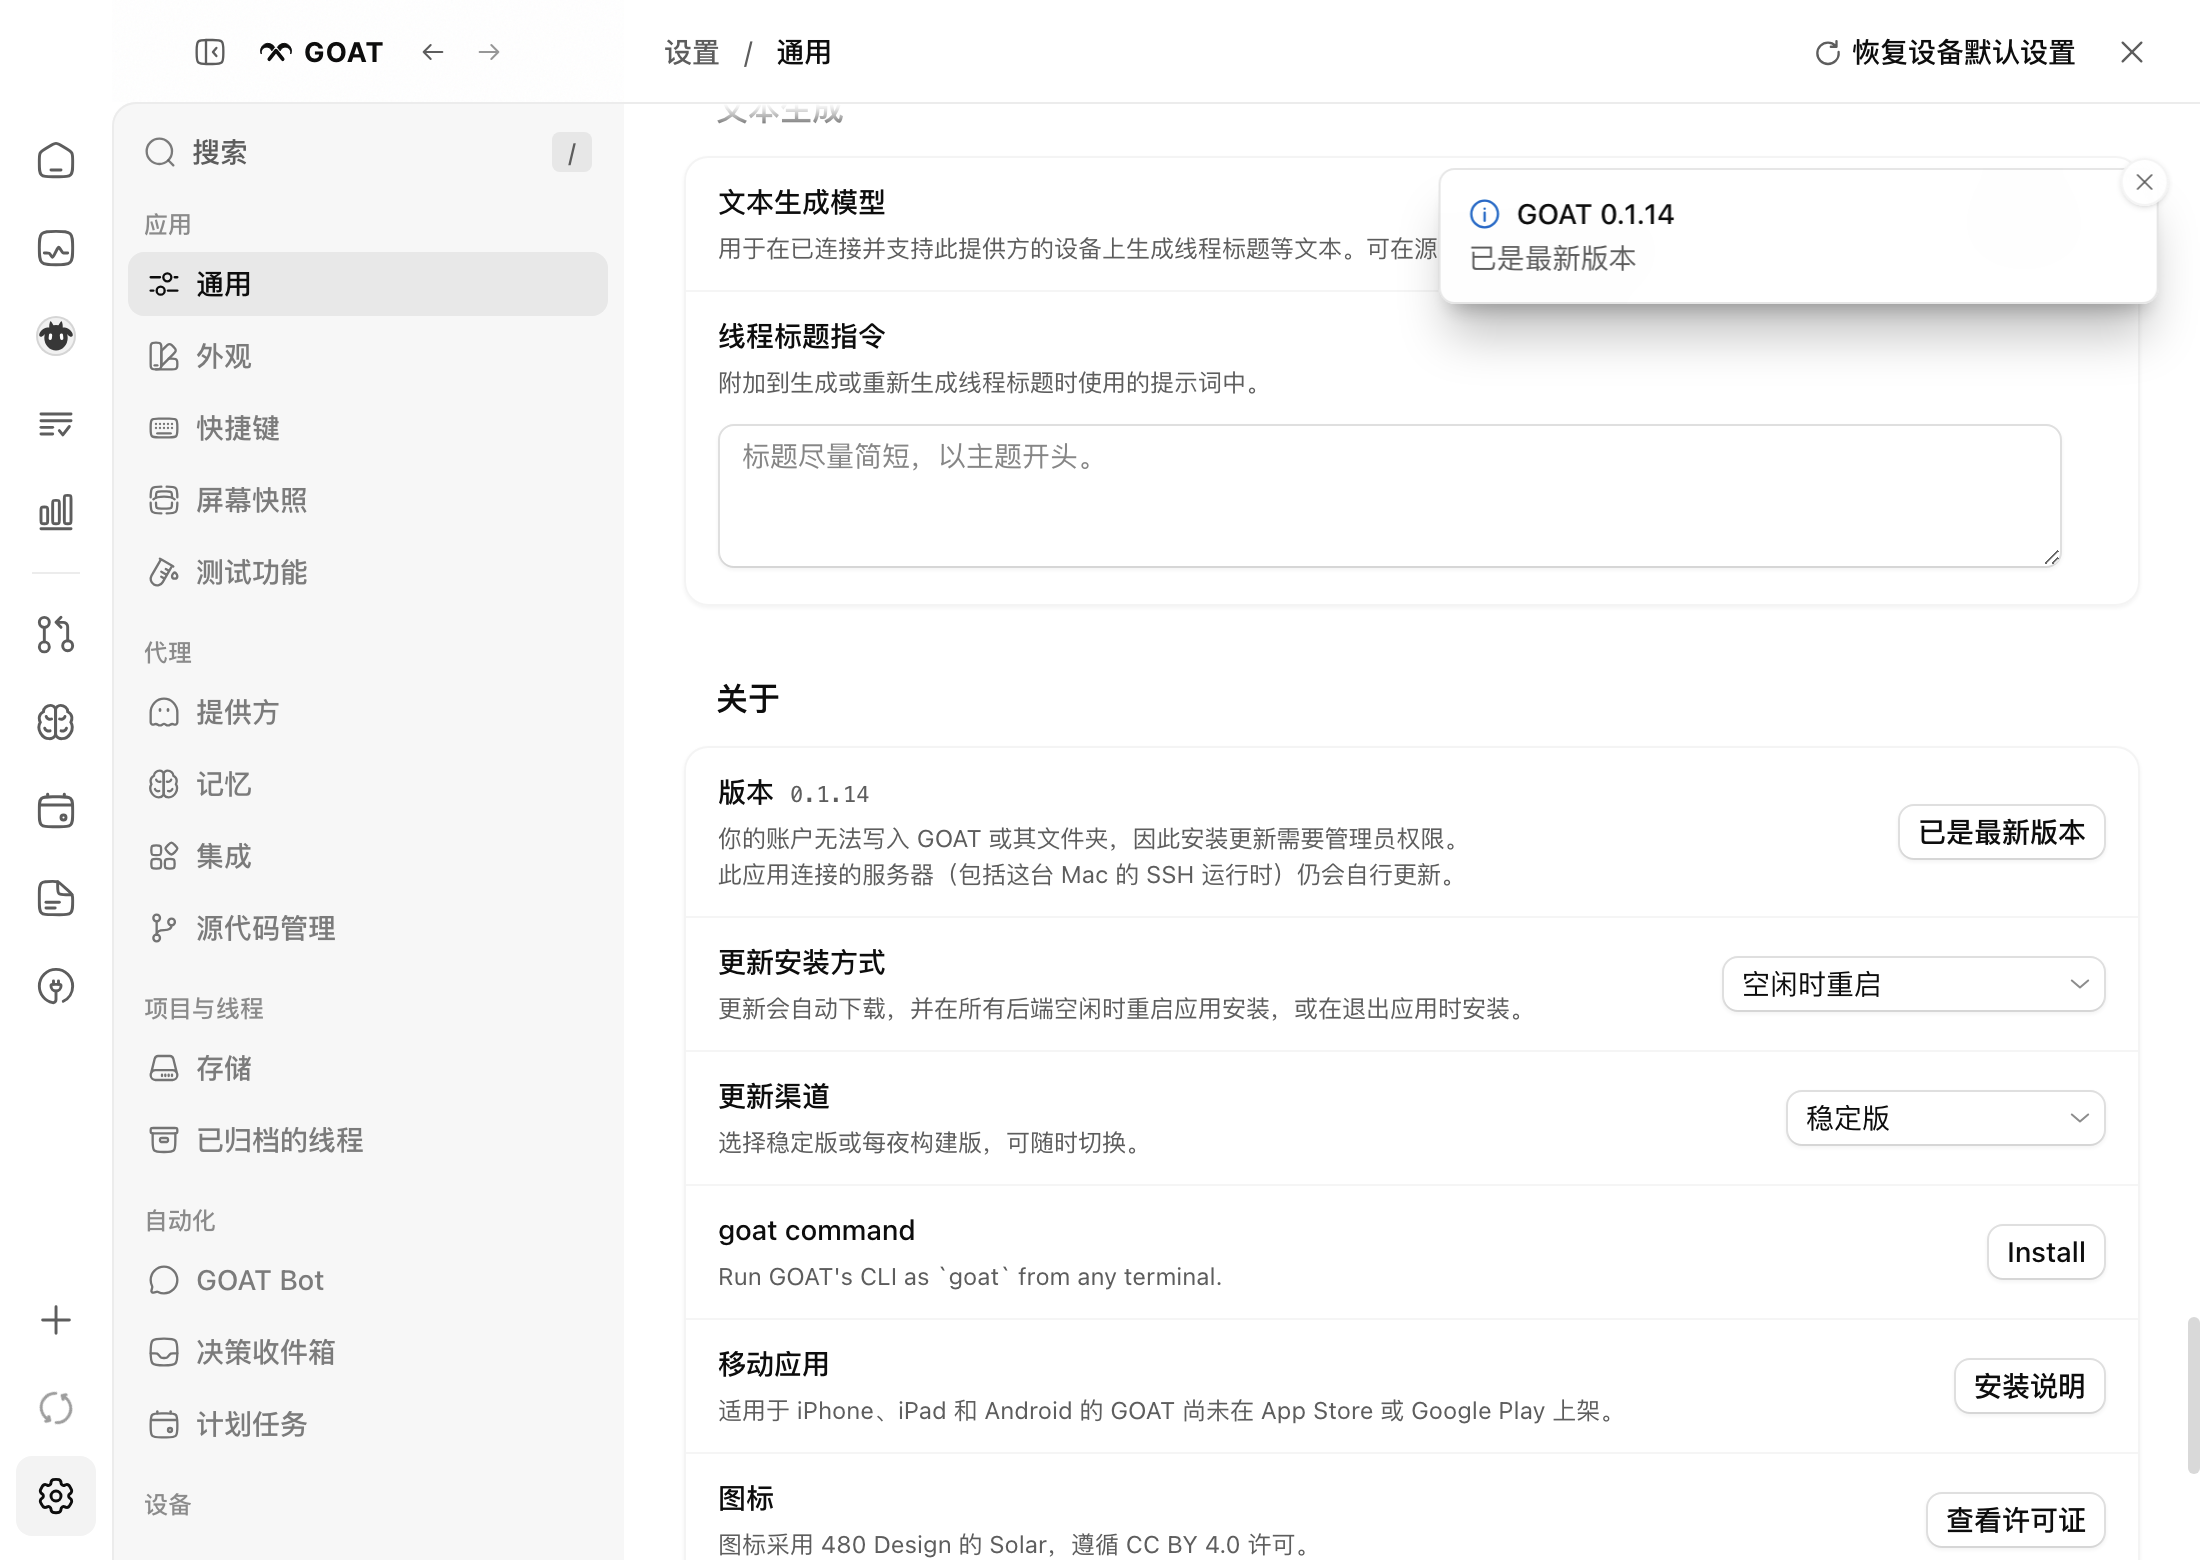 GOAT
设置 / 通用
恢复设备默认设置
搜索 /
应用
通用
外观
快捷键
屏幕快照
测试功能
代理
提供方
记忆
集成
源代码管理
项目与线程
存储
已归档的线程
自动化
GOAT Bot
决策收件箱
计划任务
设备
文本生成
文本生成模型
用于在已连接并支持此提供方的设备上生成线程标题等文本。可在源
GOAT 0.1.14
已是最新版本
线程标题指令
附加到生成或重新生成线程标题时使用的提示词中。
标题尽量简短，以主题开头。
关于
版本 0.1.14
你的账户无法写入 GOAT 或其文件夹，因此安装更新需要管理员权限。
此应用连接的服务器（包括这台 Mac 的 SSH 运行时）仍会自行更新。
已是最新版本
更新安装方式
更新会自动下载，并在所有后端空闲时重启应用安装，或在退出应用时安装。
空闲时重启
更新渠道
选择稳定版或每夜构建版，可随时切换。
稳定版
goat command
Run GOAT's CLI as `goat` from any terminal.
Install
移动应用
适用于 iPhone、iPad 和 Android 的 GOAT 尚未在 App Store 或 Google Play 上架。
安装说明
图标
图标采用 480 Design 的 Solar，遵循 CC BY 4.0 许可。
查看许可证